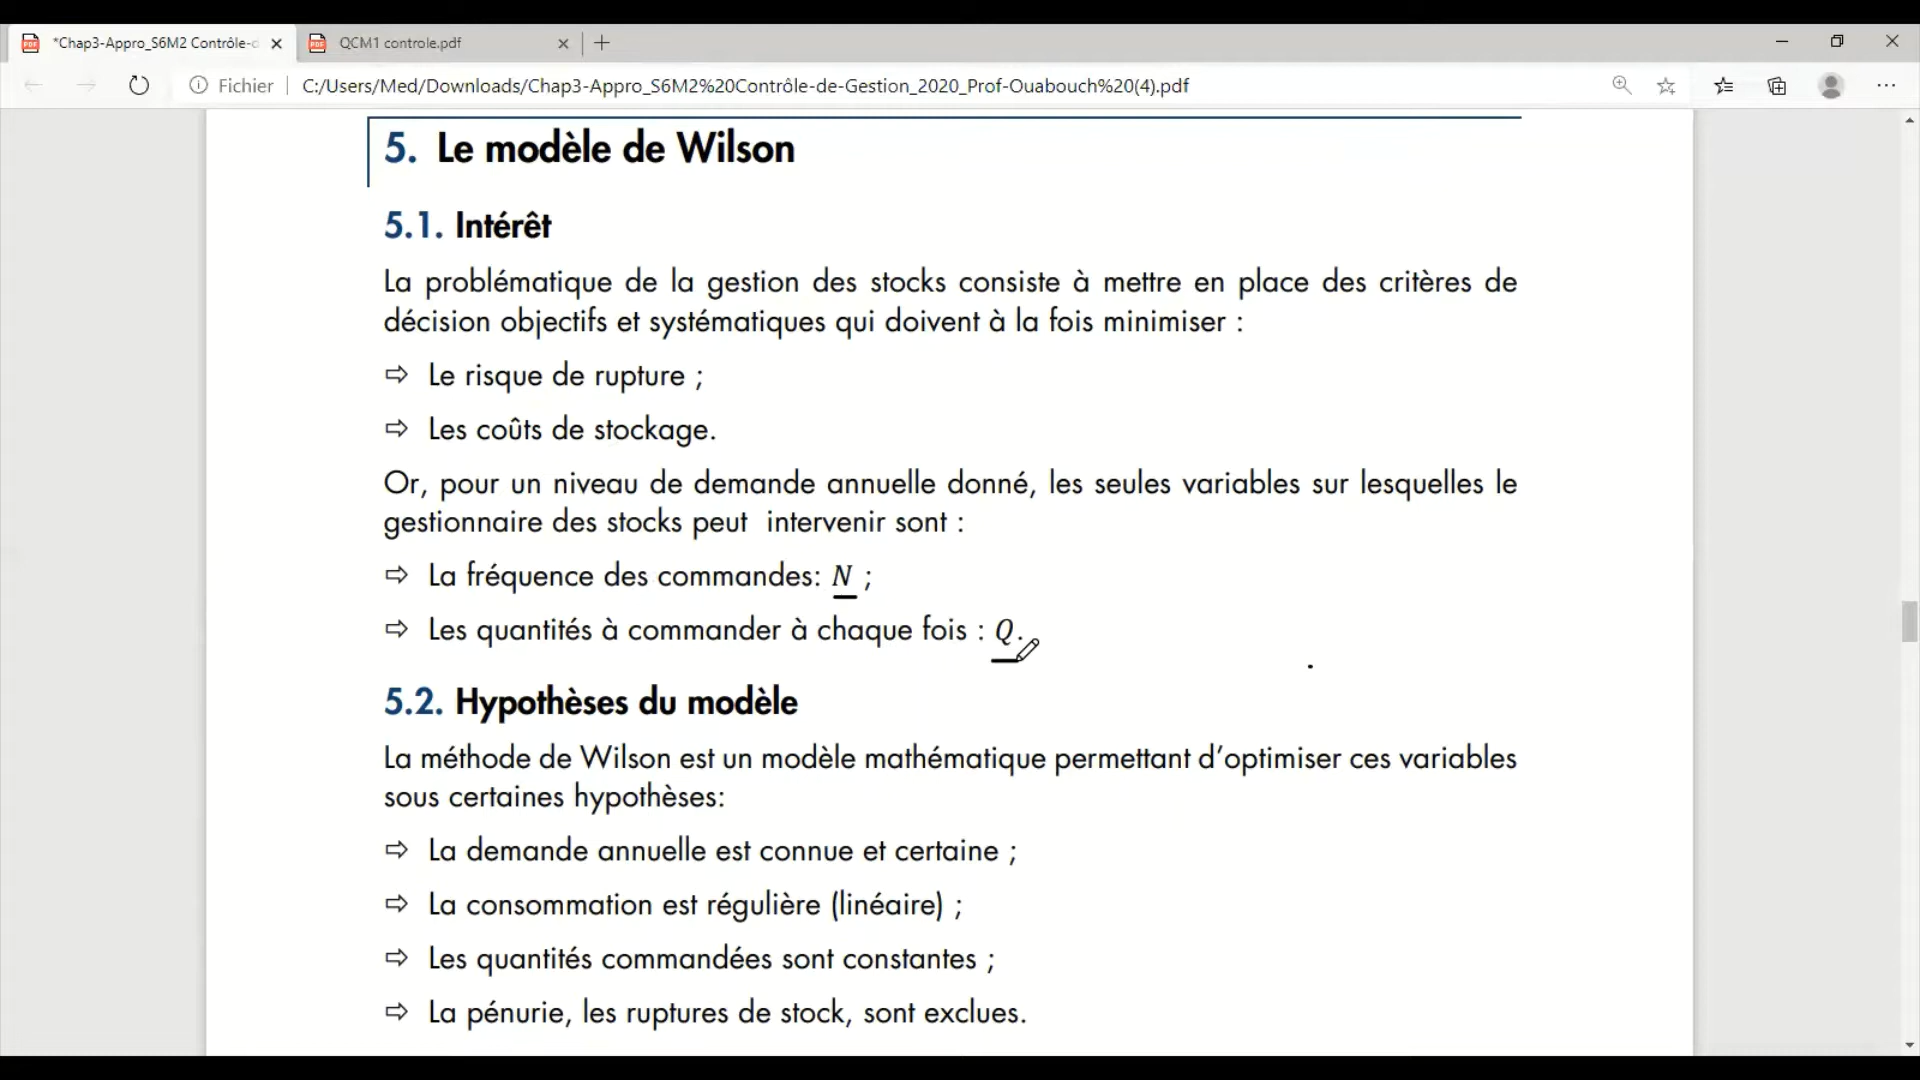 *Chap3-Appro_S6M2 Contrôle-d
QCM1 controle.pdf
Fichier
C:/Users/Med/Downloads/Chap3-Appro_S6M2%20Contrôle-de-Gestion_2020_Prof-Ouabouch%20(4).pdf
5. Le modèle de Wilson
5.1. Intérêt
La problématique de la gestion des stocks consiste à mettre en place des critères de
décision objectifs et systématiques qui doivent à la fois minimiser :
⇨ Le risque de rupture ;
⇨ Les coûts de stockage.
Or, pour un niveau de demande annuelle donné, les seules variables sur lesquelles le
gestionnaire des stocks peut intervenir sont :
⇨ La fréquence des commandes: N ;
⇨ Les quantités à commander à chaque fois : Q.
5.2. Hypothèses du modèle
La méthode de Wilson est un modèle mathématique permettant d’optimiser ces variables
sous certaines hypothèses:
⇨ La demande annuelle est connue et certaine ;
⇨ La consommation est régulière (linéaire) ;
⇨ Les quantités commandées sont constantes ;
⇨ La pénurie, les ruptures de stock, sont exclues.